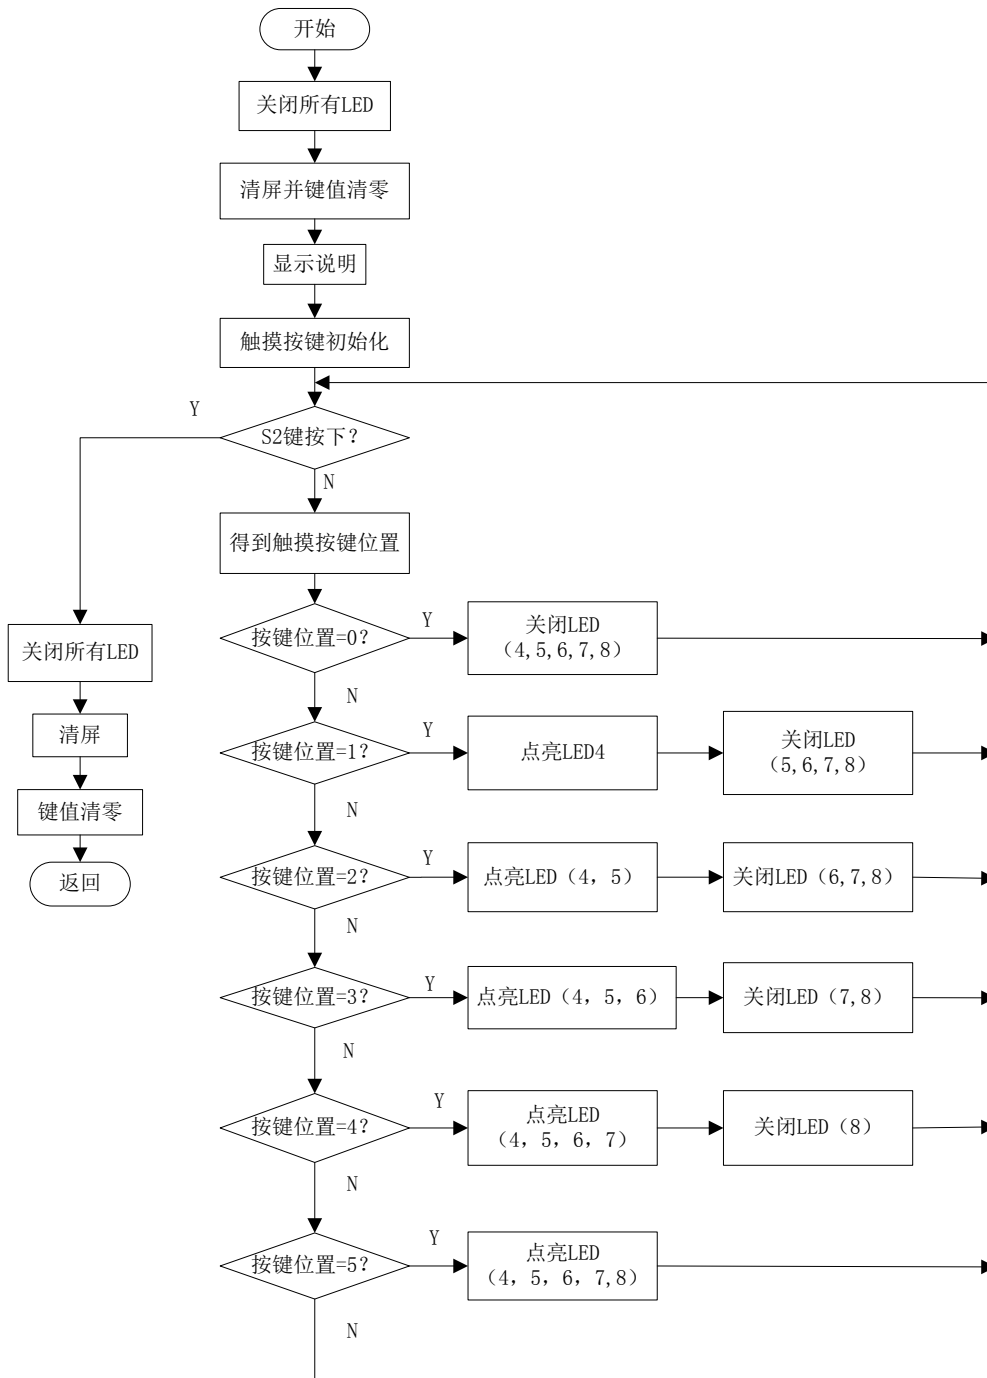 开始
关闭所有LED
清屏并键值清零
显示说明
触摸按键初始化
Y
S2键按下？
N
得到触摸按键位置
按键位置=0？
Y
关闭LED
（4,5,6,7,8）
关闭所有LED
N
清屏
按键位置=1？
Y
点亮LED4
关闭LED
（5,6,7,8）
键值清零
N
返回
按键位置=2？
Y
点亮LED（4，5）
关闭LED（6,7,8）
N
按键位置=3？
Y
点亮LED（4，5，6）
关闭LED（7,8）
N
按键位置=4？
Y
点亮LED
（4，5，6，7）
关闭LED（8）
N
按键位置=5？
Y
点亮LED
（4，5，6，7,8）
N